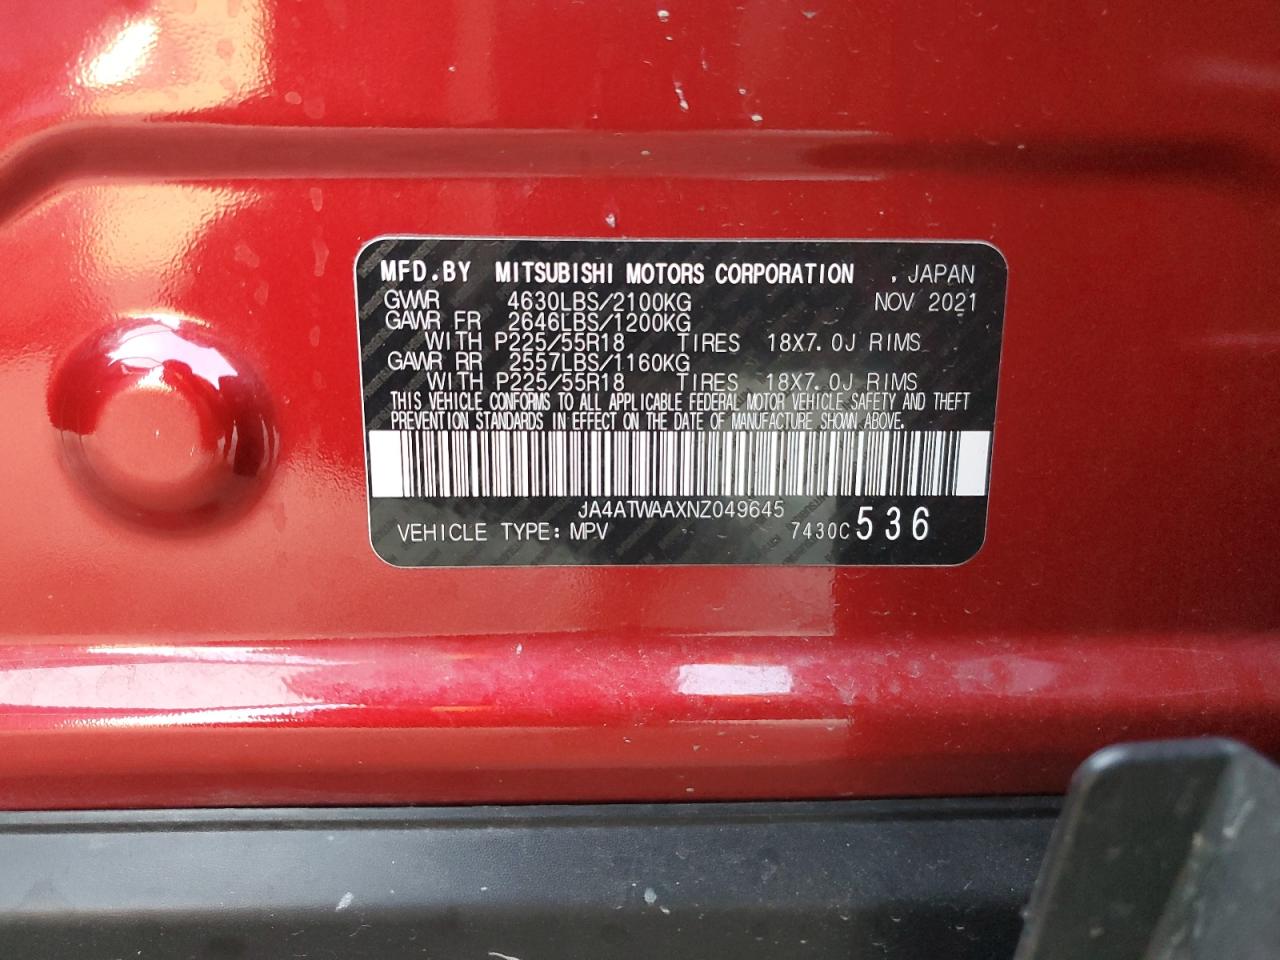 MFD.BY MITSUBISHI MOTORS CORPORATION , JAPAN
GVWR 4630LBS/2100KG NOV 2021
GAWR FR 2646LBS/1200KG
WITH P225/55R18 TIRES 18X7.0J RIMS
GAWR RR 2557LBS/1160KG
WITH P225/55R18 TIRES 18X7.0J RIMS
THIS VEHICLE CONFORMS TO ALL APPLICABLE FEDERAL MOTOR VEHICLE SAFETY AND THEFT
PREVENTION STANDARDS IN EFFECT ON THE DATE OF MANUFACTURE SHOWN ABOVE.
JA4ATWAAXNZ049645
VEHICLE TYPE: MPV 7430C 536